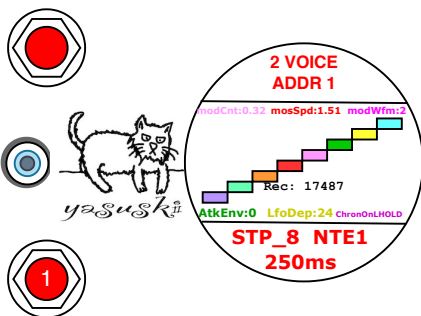 2 VOICE
ADDR 1
modCnt:0.32 mosSpd:1.51 modWfm:2
Rec: 17487
yasuskii
AtkEnv:0 LfoDep:24 ChronOnLHOLD
STP_8 NTE1
250ms
1